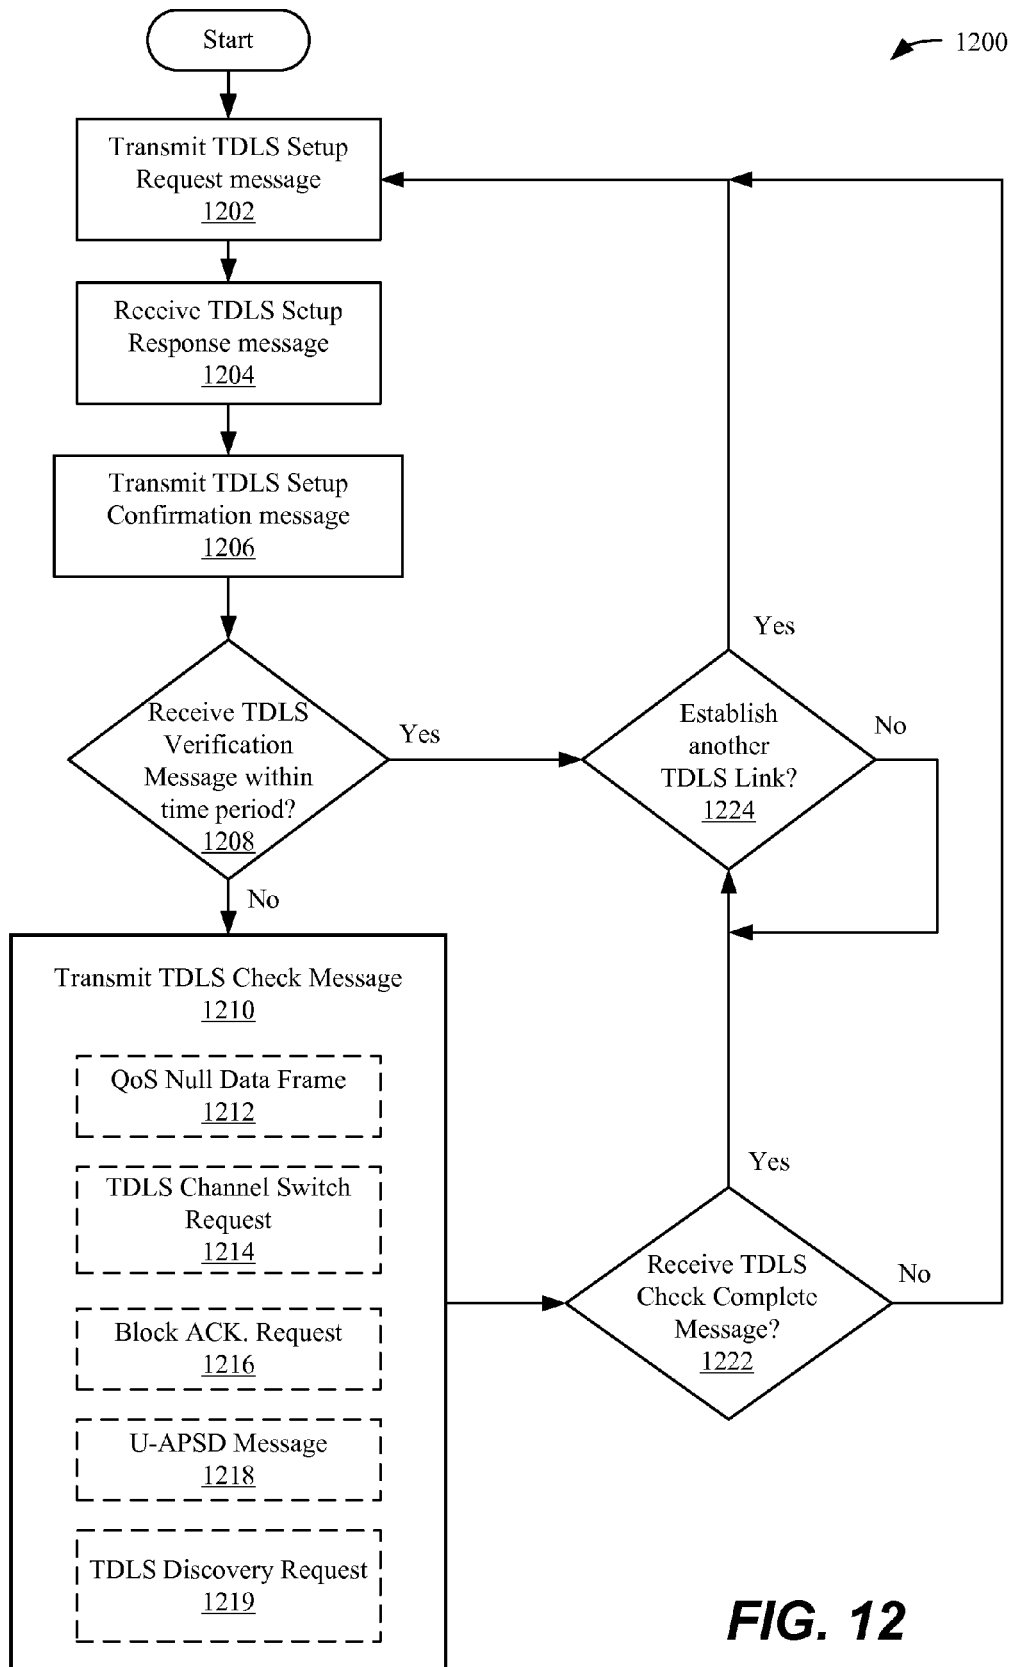 Start
1200
Transmit TDLS Setup
Request message
1202
Receive TDLS Setup
Response message
1204
Transmit TDLS Setup
Confirmation message
1206
Receive TDLS
Verification
Message within
time period?
1208
Yes
No
Establish
another
TDLS Link?
1224
Yes
No
Transmit TDLS Check Message
1210
QoS Null Data Frame
1212
TDLS Channel Switch
Request
1214
Block ACK. Request
1216
U-APSD Message
1218
TDLS Discovery Request
1219
Receive TDLS
Check Complete
Message?
1222
Yes
No
FIG. 12